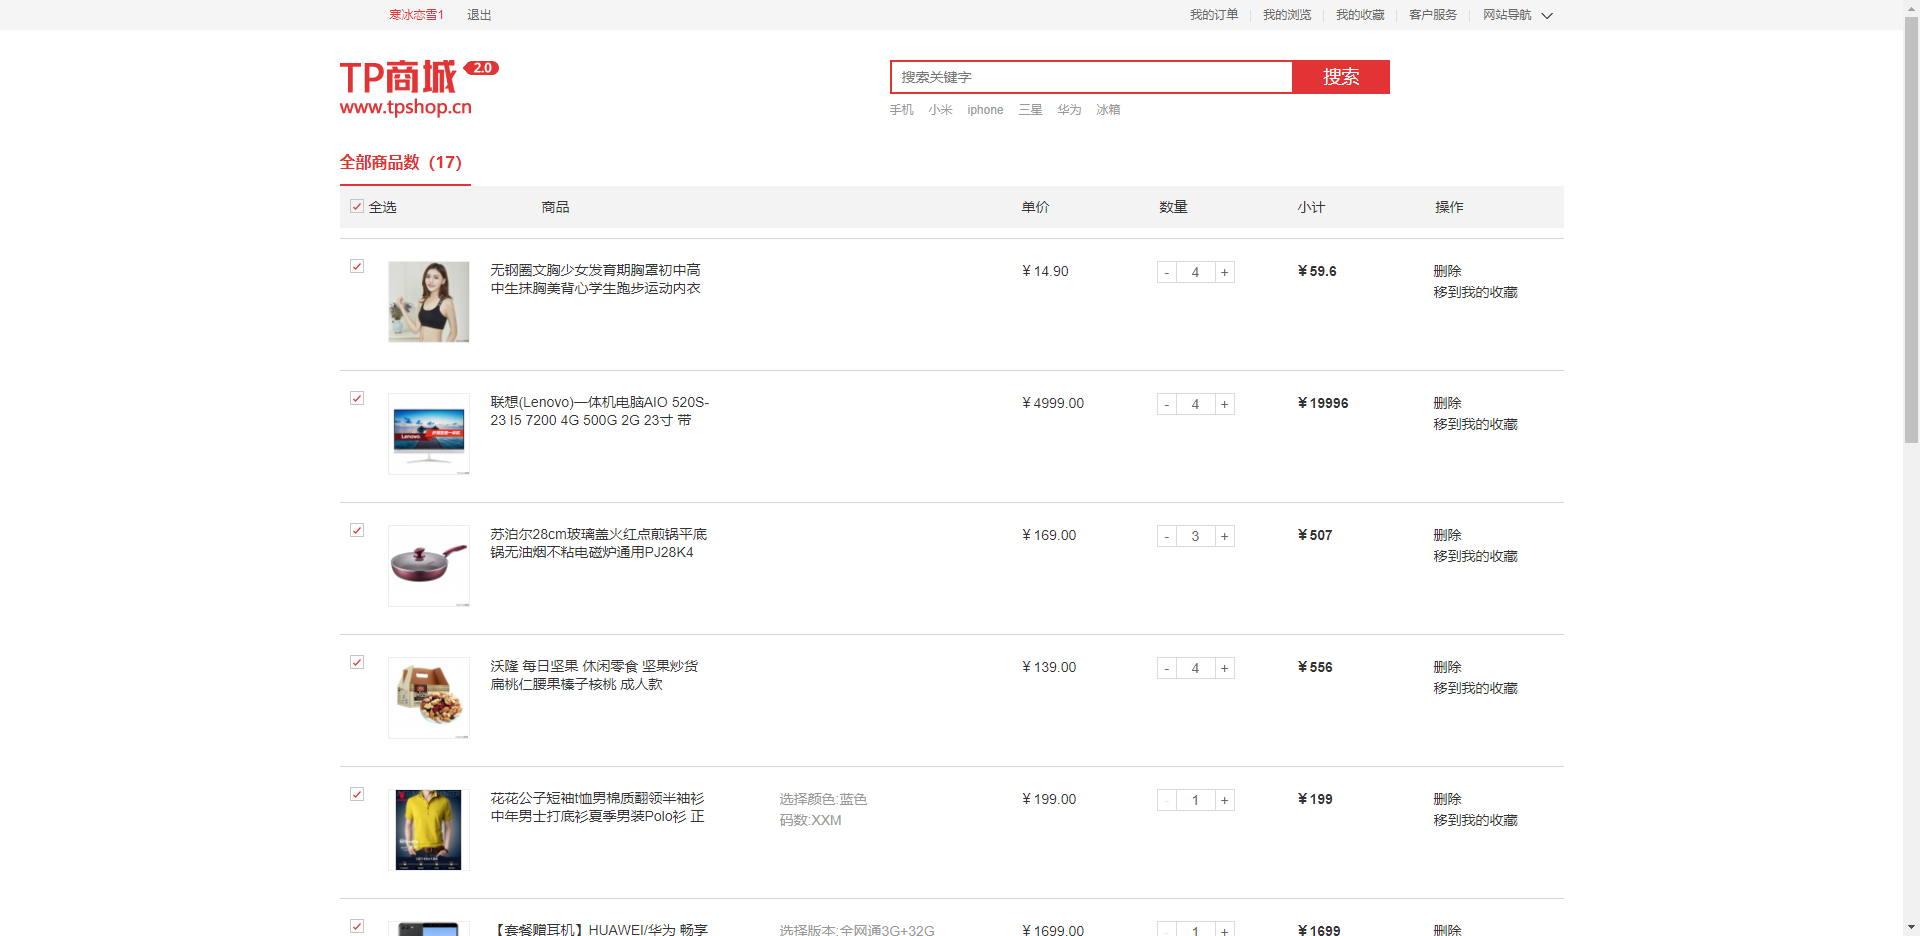 寒冰恋雪1 退出 我的订单 我的浏览 我的收藏 客户服务 网站导航
TP商城 2.0
www.tpshop.cn
搜索关键字 搜索
手机 小米 iphone 三星 华为 冰箱
全部商品数（17）
全选 商品 单价 数量 小计 操作
无钢圈文胸少女发育期胸罩初中高 ￥14.90 - 4 + ￥59.6 删除
中生抹胸美背心学生跑步运动内衣 移到我的收藏
联想(Lenovo)一体机电脑AIO 520S- ￥4999.00 - 4 + ￥19996 删除
23 I5 7200 4G 500G 2G 23寸 带 移到我的收藏
Lenovo
苏泊尔28cm玻璃盖火红点煎锅平底 ￥169.00 - 3 + ￥507 删除
锅无油烟不粘电磁炉通用PJ28K4 移到我的收藏
沃隆 每日坚果 休闲零食 坚果炒货 ￥139.00 - 4 + ￥556 删除
扁桃仁腰果榛子核桃 成人款 移到我的收藏
花花公子短袖t恤男棉质翻领半袖衫 选择颜色:蓝色 ￥199.00 - 1 + ￥199 删除
中年男士打底衫夏季男装Polo衫 正 码数:XXM 移到我的收藏
【套餐赠耳机】HUAWEI/华为 畅享 选择版本:全网通3G+32G ￥1699.00 - 1 + ￥1699 删除